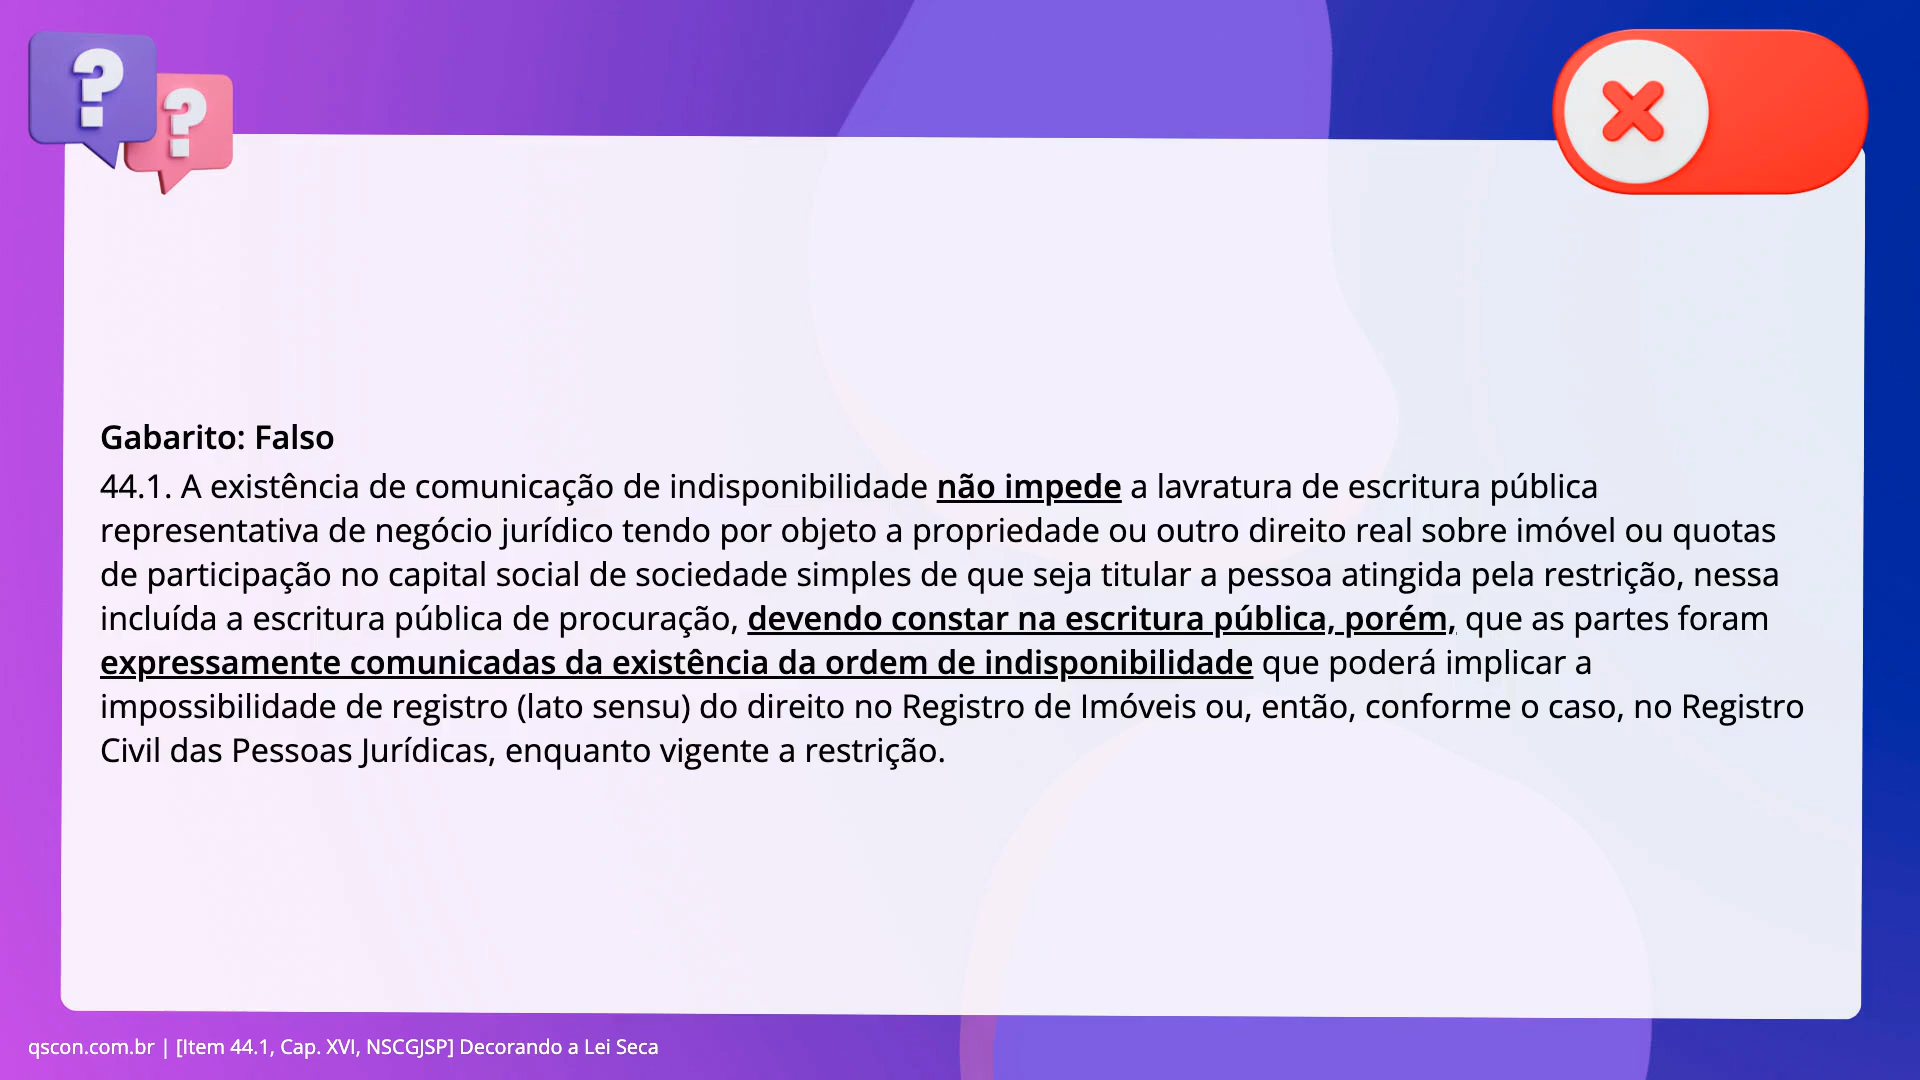 Gabarito: Falso
44.1. A existência de comunicação de indisponibilidade não impede a lavratura de escritura pública
representativa de negócio jurídico tendo por objeto a propriedade ou outro direito real sobre imóvel ou quotas
de participação no capital social de sociedade simples de que seja titular a pessoa atingida pela restrição, nessa
incluída a escritura pública de procuração, devendo constar na escritura pública, porém, que as partes foram
expressamente comunicadas da existência da ordem de indisponibilidade que poderá implicar a
impossibilidade de registro (lato sensu) do direito no Registro de Imóveis ou, então, conforme o caso, no Registro
Civil das Pessoas Jurídicas, enquanto vigente a restrição.
qscon.com.br | [Item 44.1, Cap. XVI, NSCGJSP] Decorando a Lei Seca